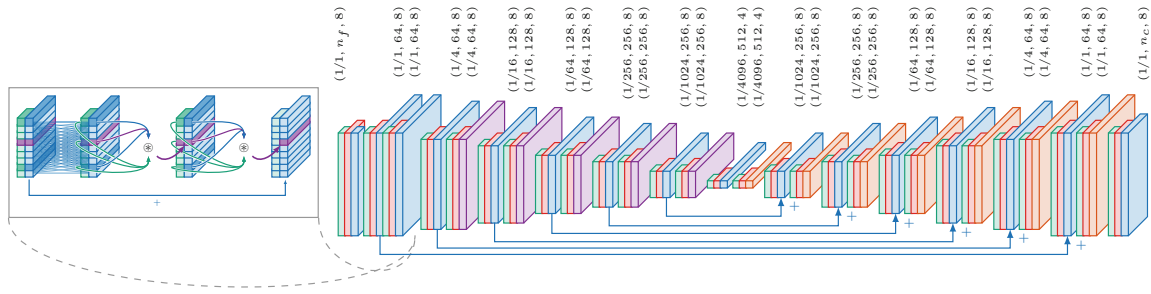 (1/1, n_f, 8)
(1/1, 64, 8)
(1/1, 64, 8)
(1/4, 64, 8)
(1/4, 64, 8)
(1/16, 128, 8)
(1/16, 128, 8)
(1/64, 128, 8)
(1/64, 128, 8)
(1/256, 256, 8)
(1/256, 256, 8)
(1/1024, 256, 8)
(1/1024, 256, 8)
(1/4096, 512, 4)
(1/4096, 512, 4)
(1/1024, 256, 8)
(1/1024, 256, 8)
(1/256, 256, 8)
(1/256, 256, 8)
(1/64, 128, 8)
(1/64, 128, 8)
(1/16, 128, 8)
(1/16, 128, 8)
(1/4, 64, 8)
(1/4, 64, 8)
(1/1, 64, 8)
(1/1, 64, 8)
(1/1, n_c, 8)
⊛ ⊛
+
+
+
+
+
+
+